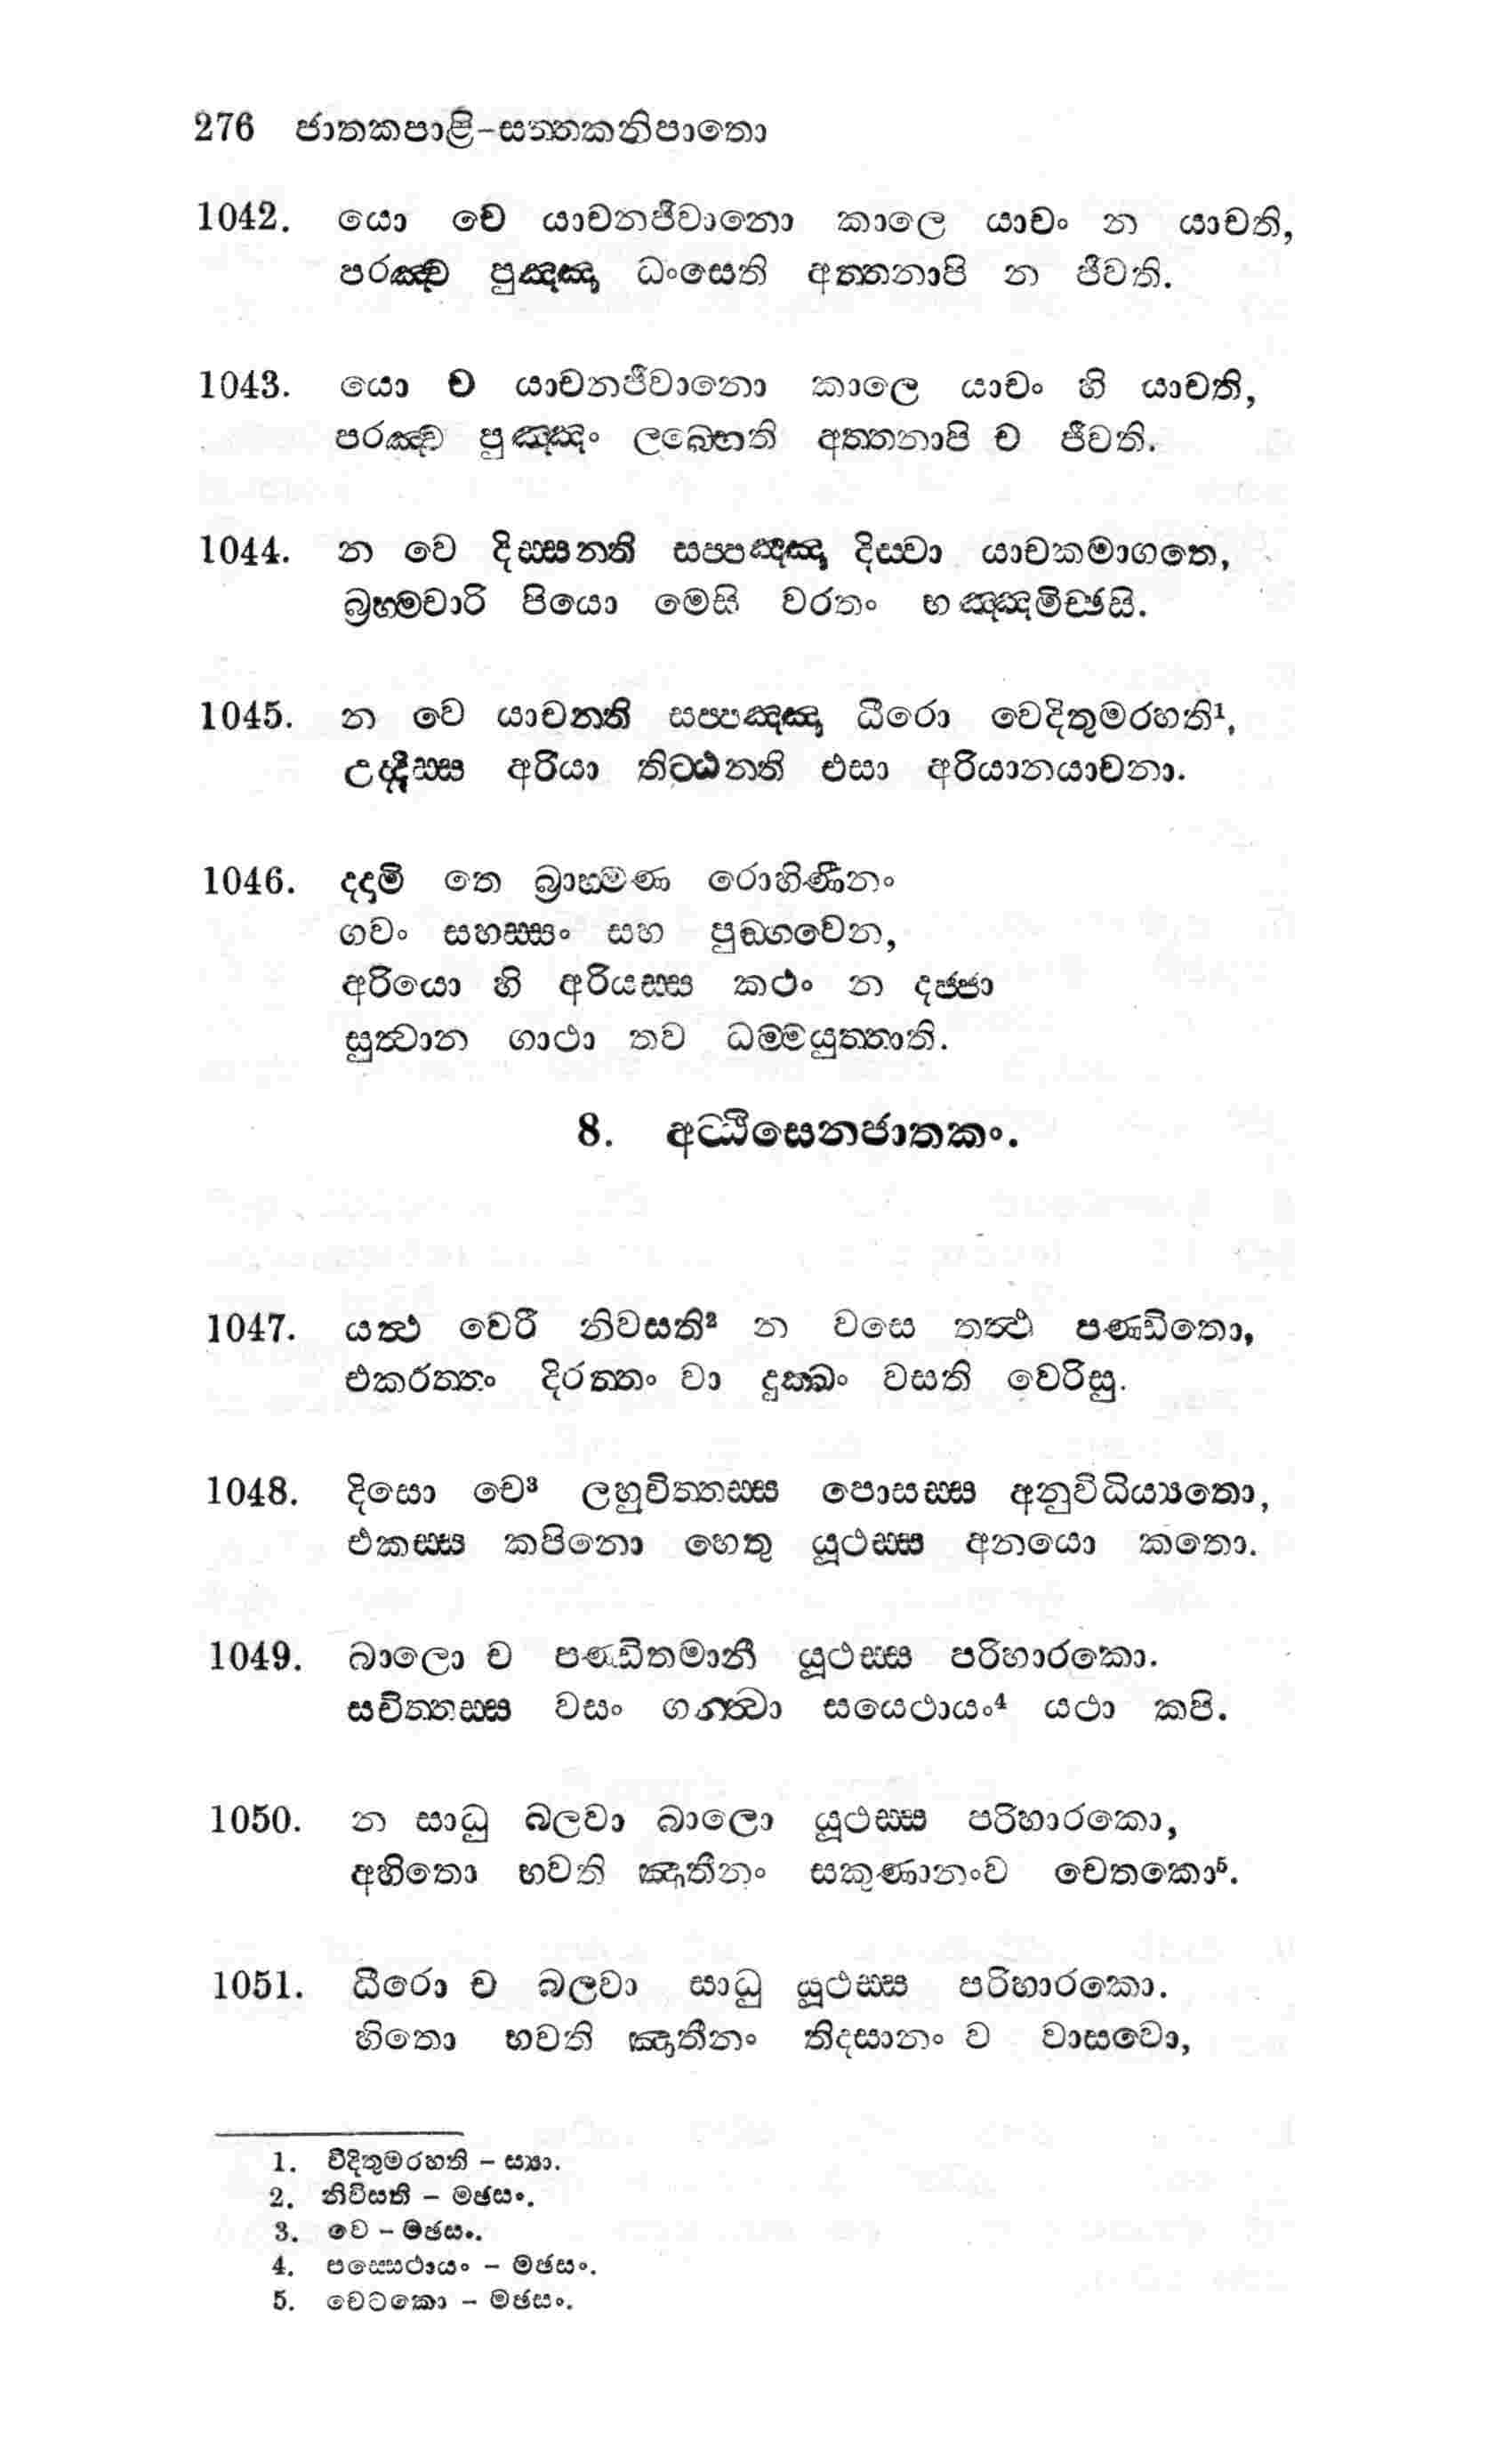 276 ජාතකපාළි-සත්තකනිපාතො
1042. යො චෙ යාචනජීවානො කාලෙ යාචං න යාචති,
පරඤ්ච පුඤ්ඤා ධංසෙති අත්තනාපි න ජීවති.
1043. යො ච යාචනජීවානො කාලෙ යාචං හි යාචති,
පරඤ්ච පුඤ්ඤං ලබ්භෙති අත්තනාපි ච ජීවති.
1044. න වෙ දිස්සන්ති සප්පඤ්ඤා දිස්වා යාචකමාගතෙ,
බ්‍රහ්මචාරි පියො මෙසි වරතං භඤ්ඤමිච්ඡසි.
1045. න වෙ යාචන්ති සප්පඤ්ඤා ධීරො වෙදිතුමරහති¹,
උද්දිස්ස අරියා තිට්ඨන්ති එසා අරියානයාචනා.
1046. දදාමි තෙ බ්‍රාහ්මණ රොහිණීනං
ගවං සහස්සං සහ පුඞ්ගවෙන,
අරියො හි අරියස්ස කථං න දජ්ජා
සුත්වාන ගාථා තව ධම්මයුත්තාති.
8. අට්ඨිසෙනජාතකං.
1047. යත්ථ වෙරී නිවසති² න වසෙ තත්ථ පණ්ඩිතො,
එකරත්තං දිරත්තං වා දුක්ඛං වසති වෙරිසු.
1048. දිසො චෙ³ ලහුචිත්තස්ස පොසස්ස අනුවිධිය්‍යතො,
එකස්ස කපිනො හෙතු යූථස්ස අනයො කතො.
1049. බාලො ච පණ්ඩිතමානී යූථස්ස පරිහාරකො.
සචිත්තස්ස වසං ගන්ත්වා සයෙථායං⁴ යථා කපි.
1050. න සාධු බලවා බාලො යූථස්ස පරිහාරකො,
අහිතො භවති ඤාතීනං සකුණානංව චෙතකො⁵.
1051. ධීරො ච බලවා සාධු යූථස්ස පරිහාරකො.
හිතො භවති ඤාතීනං තිදසානං ව වාසවො,
1. වීදිතුමරහති - ස්‍යා.
2. නිවිසති - මඡසං.
3. වෙ - මඡසං.
4. පස්සෙථායං - මඡසං.
5. චෙටකො - මඡසං.